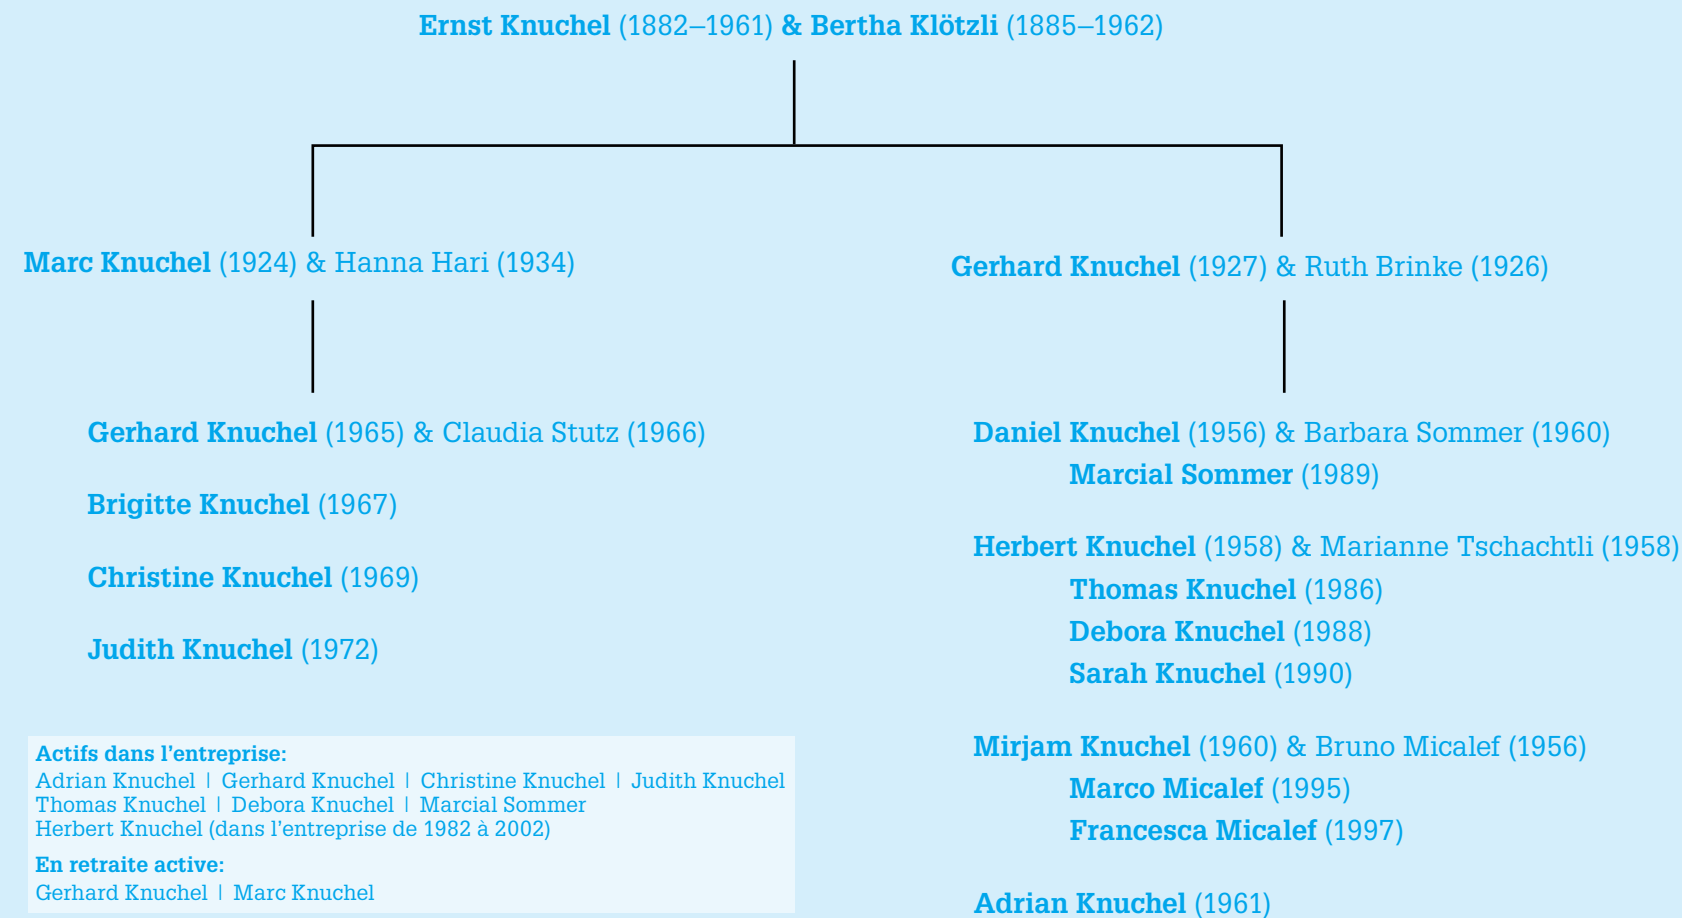 Ernst Knuchel (1882–1961) & Bertha Klötzli (1885–1962)
Marc Knuchel (1924) & Hanna Hari (1934)
Gerhard Knuchel (1927) & Ruth Brinke (1926)
Gerhard Knuchel (1965) & Claudia Stutz (1966)
Brigitte Knuchel (1967)
Christine Knuchel (1969)
Judith Knuchel (1972)
Daniel Knuchel (1956) & Barbara Sommer (1960)
Marcial Sommer (1989)
Herbert Knuchel (1958) & Marianne Tschachtli (1958)
Thomas Knuchel (1986)
Debora Knuchel (1988)
Sarah Knuchel (1990)
Mirjam Knuchel (1960) & Bruno Micalef (1956)
Marco Micalef (1995)
Francesca Micalef (1997)
Adrian Knuchel (1961)
Actifs dans l'entreprise:
Adrian Knuchel | Gerhard Knuchel | Christine Knuchel | Judith Knuchel
Thomas Knuchel | Debora Knuchel | Marcial Sommer
Herbert Knuchel (dans l'entreprise de 1982 à 2002)
En retraite active:
Gerhard Knuchel | Marc Knuchel